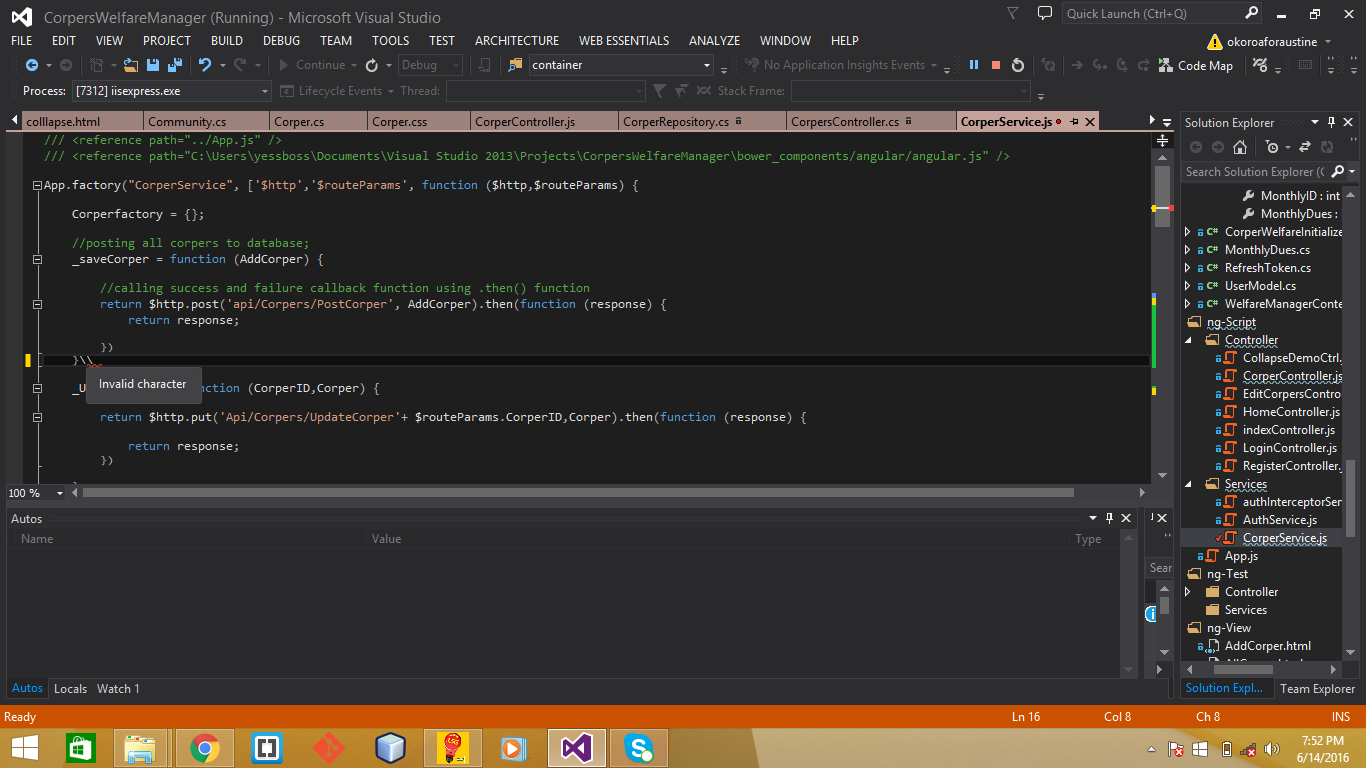 CorpersWelfareManager (Running) - Microsoft Visual Studio
Quick Launch (Ctrl+Q)
FILE EDIT VIEW PROJECT BUILD DEBUG TEAM TOOLS TEST ARCHITECTURE WEB ESSENTIALS ANALYZE WINDOW HELP
okoroaforaustine
Continue Debug container No Application Insights Events Code Map
Process: [7312] iisexpress.exe Lifecycle Events Thread: Stack Frame:
colllapse.html Community.cs Corper.cs Corper.css CorperController.js CorperRepository.cs CorpersController.cs CorperService.js
/// <reference path="../App.js" />
/// <reference path="C:\Users\yessboss\Documents\Visual Studio 2013\Projects\CorpersWelfareManager\bower_components/angular/angular.js" />
App.factory("CorperService", ['$http','$routeParams', function ($http,$routeParams) {
Corperfactory = {};
//posting all corpers to database;
_saveCorper = function (AddCorper) {
//calling success and failure callback function using .then() function
return $http.post('api/Corpers/PostCorper', AddCorper).then(function (response) {
return response;
})
}\\
Invalid character
_U nction (CorperID,Corper) {
return $http.put('Api/Corpers/UpdateCorper'+ $routeParams.CorperID,Corper).then(function (response) {
return response;
})
100 %
Autos
Name Value Type
Sear
Autos Locals Watch 1
Solution Explorer
Search Solution Explorer (C
MonthlyID : int
MonthlyDues :
CorperWelfareInitialize
MonthlyDues.cs
RefreshToken.cs
UserModel.cs
WelfareManagerConte
ng-Script
Controller
CollapseDemoCtrl.
CorperController.js
EditCorpersContro
HomeController.js
indexController.js
LoginController.js
RegisterController.
Services
authInterceptorSer
AuthService.js
CorperService.js
App.js
ng-Test
Controller
Services
ng-View
AddCorper.html
Solution Expl... Team Explorer
Ready Ln 16 Col 8 Ch 8 INS
7:52 PM
6/14/2016